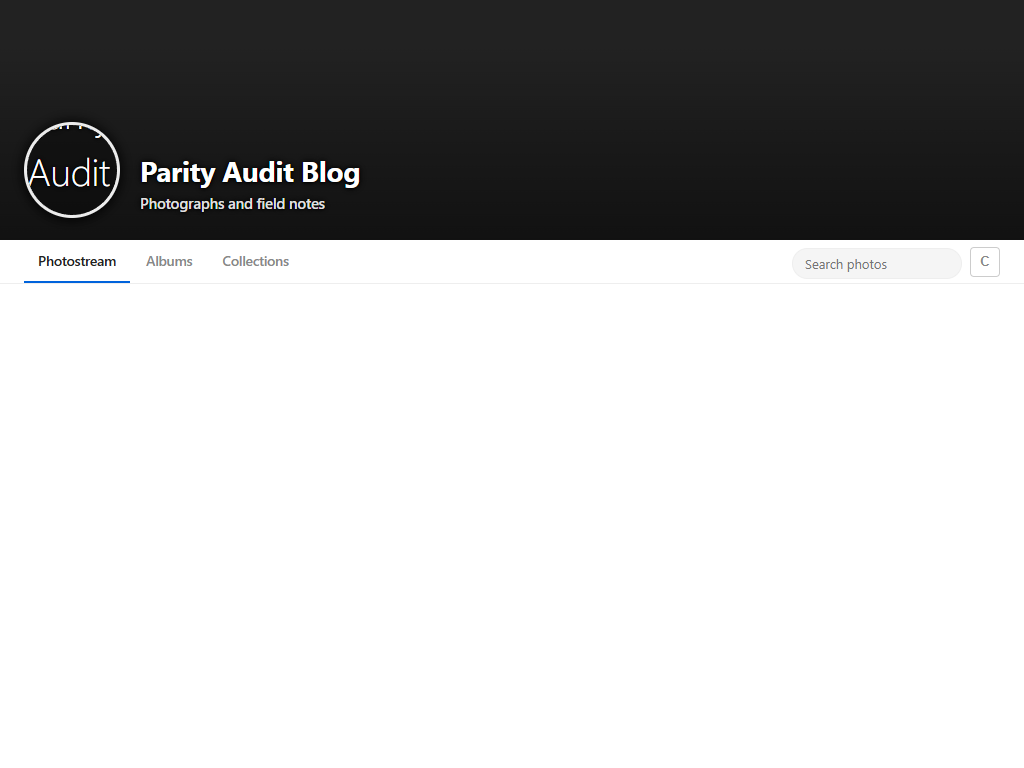 Audit
Parity Audit Blog
Photographs and field notes
Photostream
Albums
Collections
Search photos
C